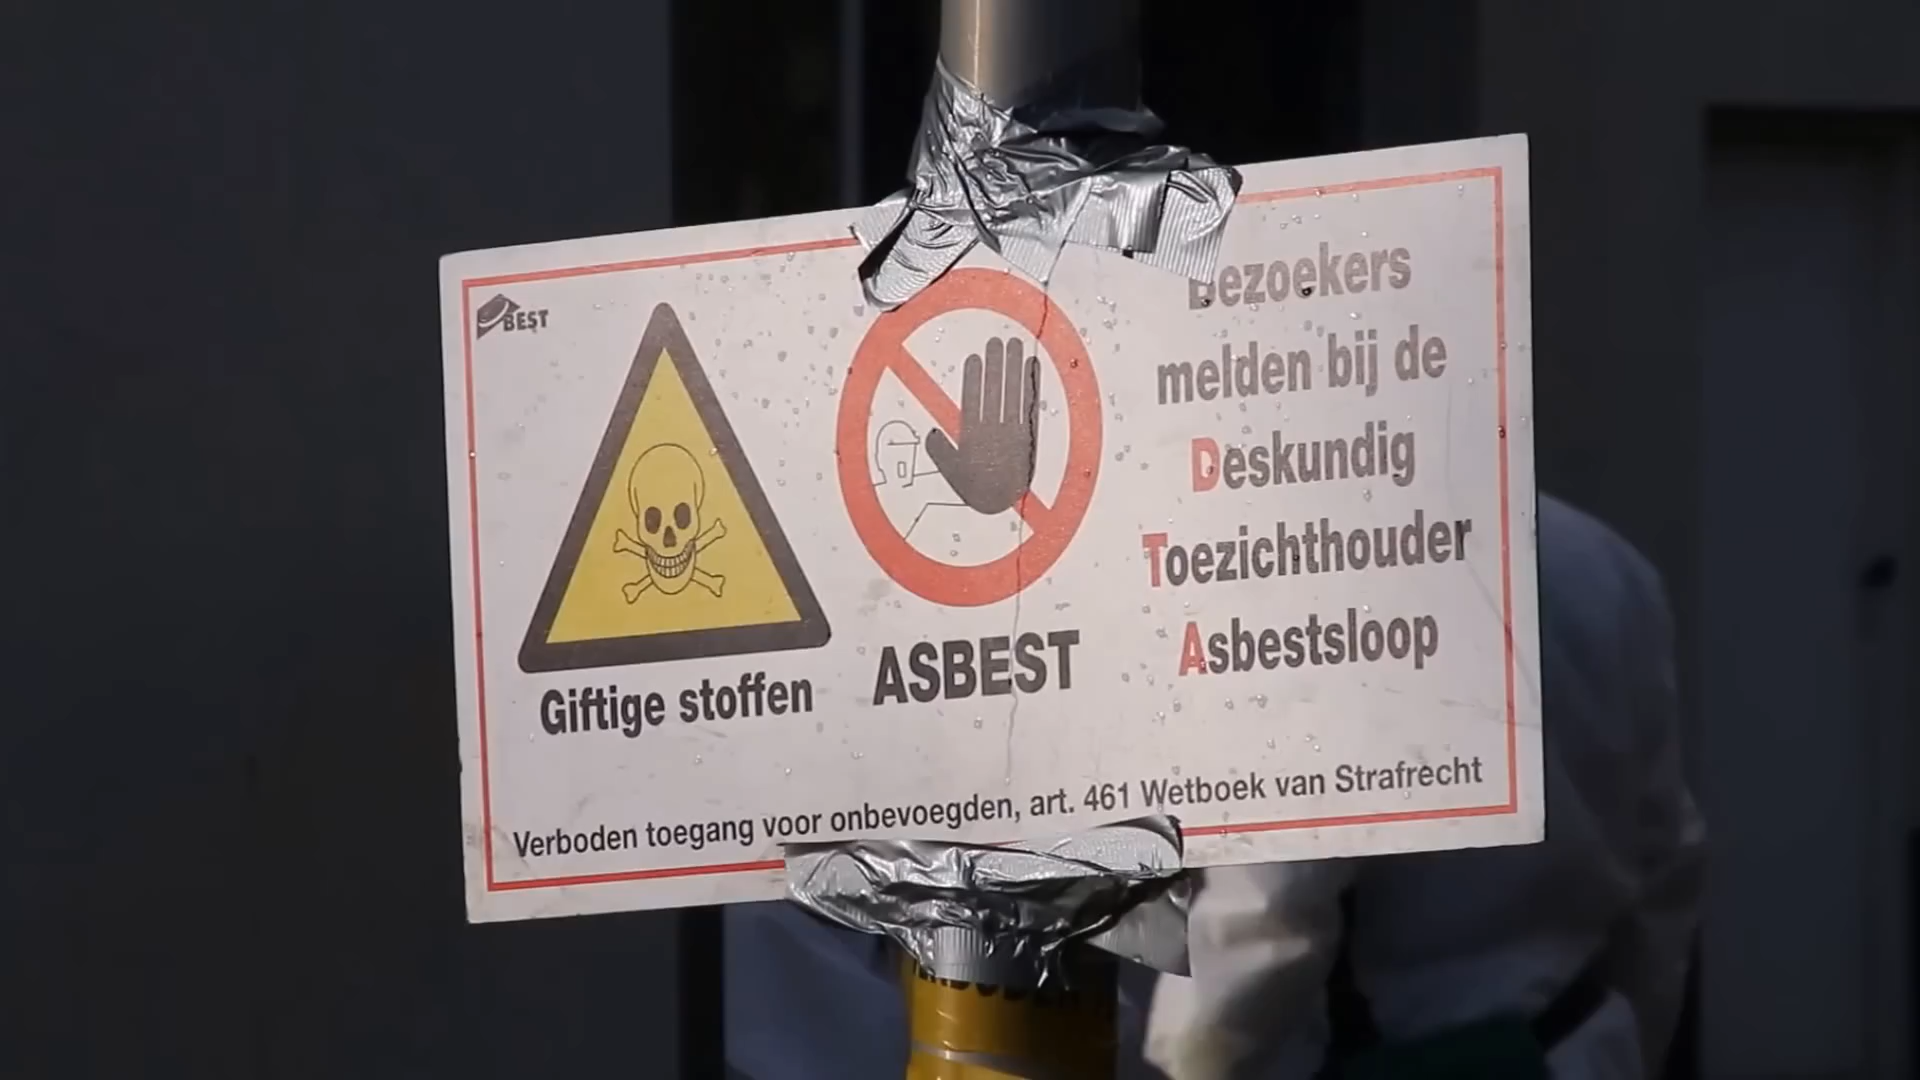 BEST
Giftige stoffen
ASBEST
Bezoekers
melden bij de
Deskundig
Toezichthouder
Asbestsloop
Verboden toegang voor onbevoegden, art. 461 Wetboek van Strafrecht